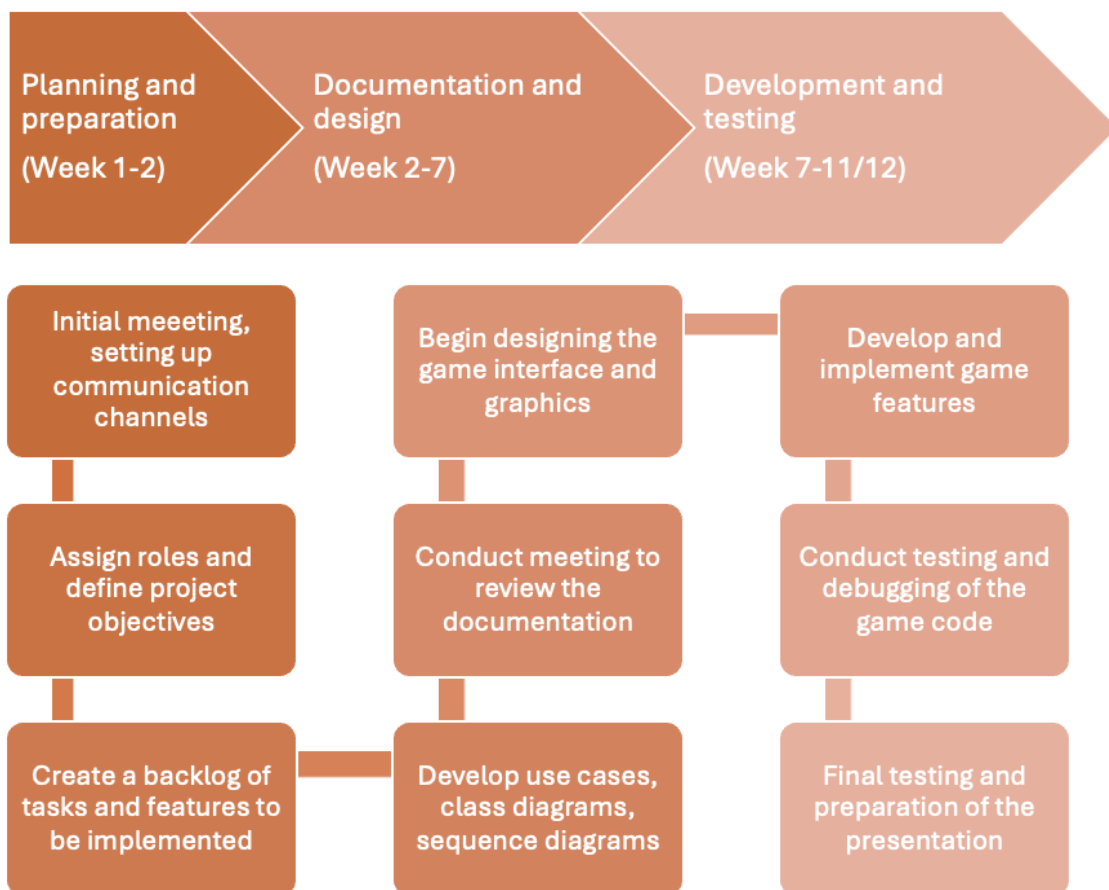 Planning and
preparation
(Week 1-2)
Documentation and
design
(Week 2-7)
Development and
testing
(Week 7-11/12)
Initial meeeting,
setting up
communication
channels
Assign roles and
define project
objectives
Create a backlog of
tasks and features to
be implemented
Develop use cases,
class diagrams,
sequence diagrams
Conduct meeting to
review the
documentation
Begin designing the
game interface and
graphics
Develop and
implement game
features
Conduct testing and
debugging of the
game code
Final testing and
preparation of the
presentation